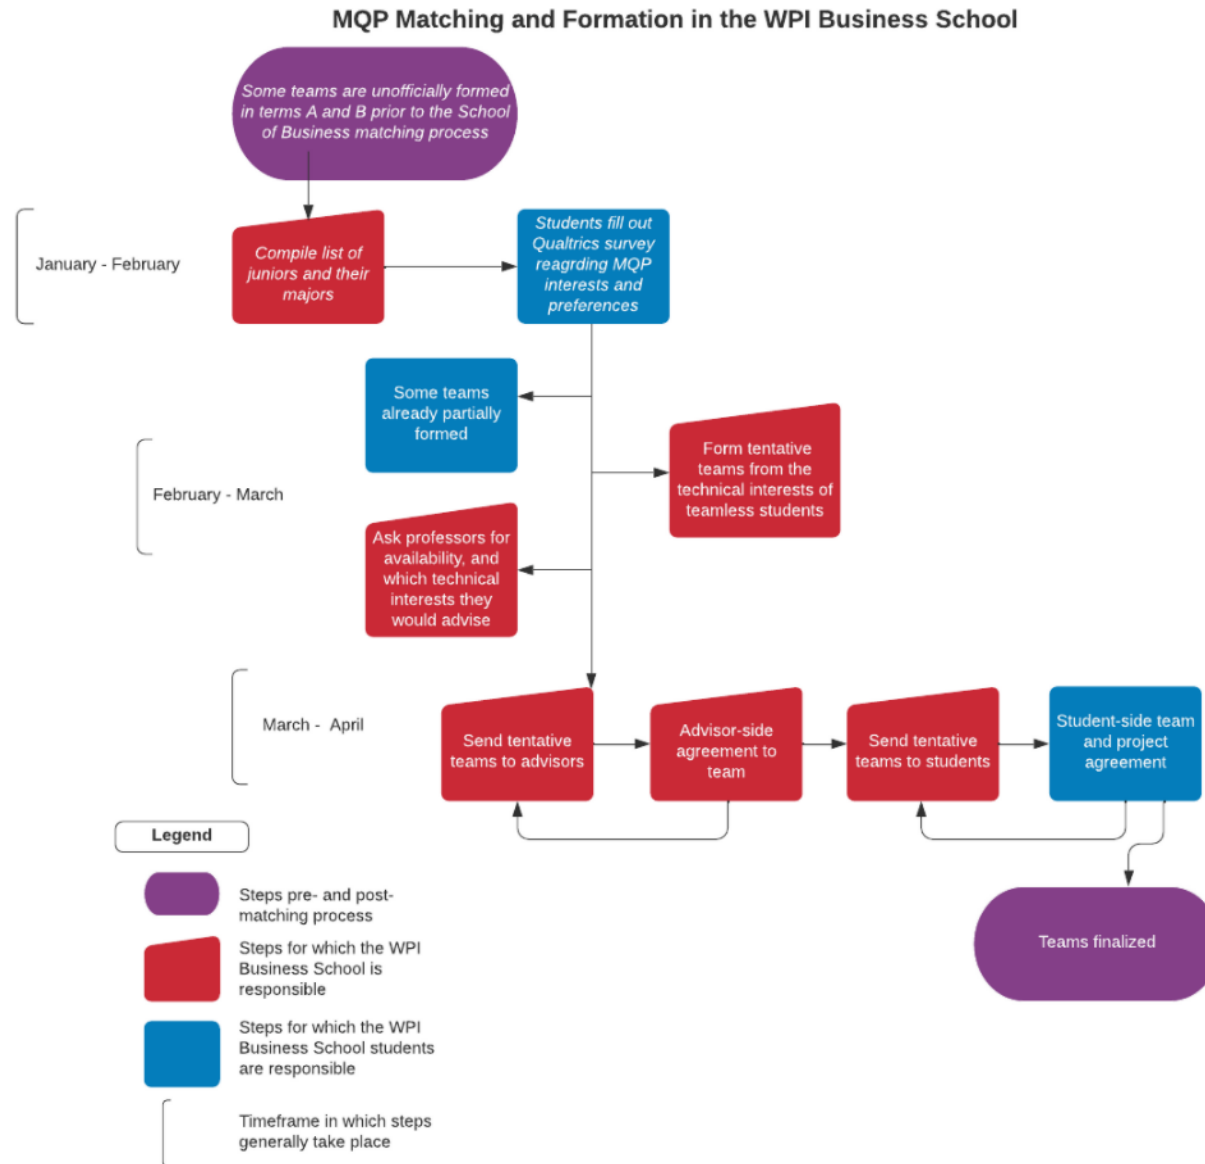 MQP Matching and Formation in the WPI Business School
Some teams are unofficially formed
in terms A and B prior to the School
of Business matching process
January - February
Compile list of
juniors and their
majors
Students fill out
Qualtrics survey
reagrding MQP
interests and
preferences
Some teams
already partially
formed
February - March
Form tentative
teams from the
technical interests of
teamless students
Ask professors for
availability, and
which technical
interests they
would advise
March -  April
Send tentative
teams to advisors
Advisor-side
agreement to
team
Send tentative
teams to students
Student-side team
and project
agreement
Teams finalized
Legend
Steps pre- and post-
matching process
Steps for which the WPI
Business School is
responsible
Steps for which the WPI
Business School students
are responsible
Timeframe in which steps
generally take place